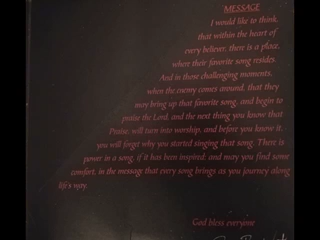 MESSAGE
I would like to think,
that within the heart of
every believer, there is a place,
where their favorite song resides.
And in those challenging moments,
when the enemy comes around, that they
may bring up that favorite song, and begin to
praise the Lord, and the next thing you know that
Praise, will turn into worship, and before you know it,
you will forget why you started singing that song. There is
power in a song, if it has been inspired; and may you find some
comfort, in the message that every song brings as you journey along
life's way.
God bless everyone